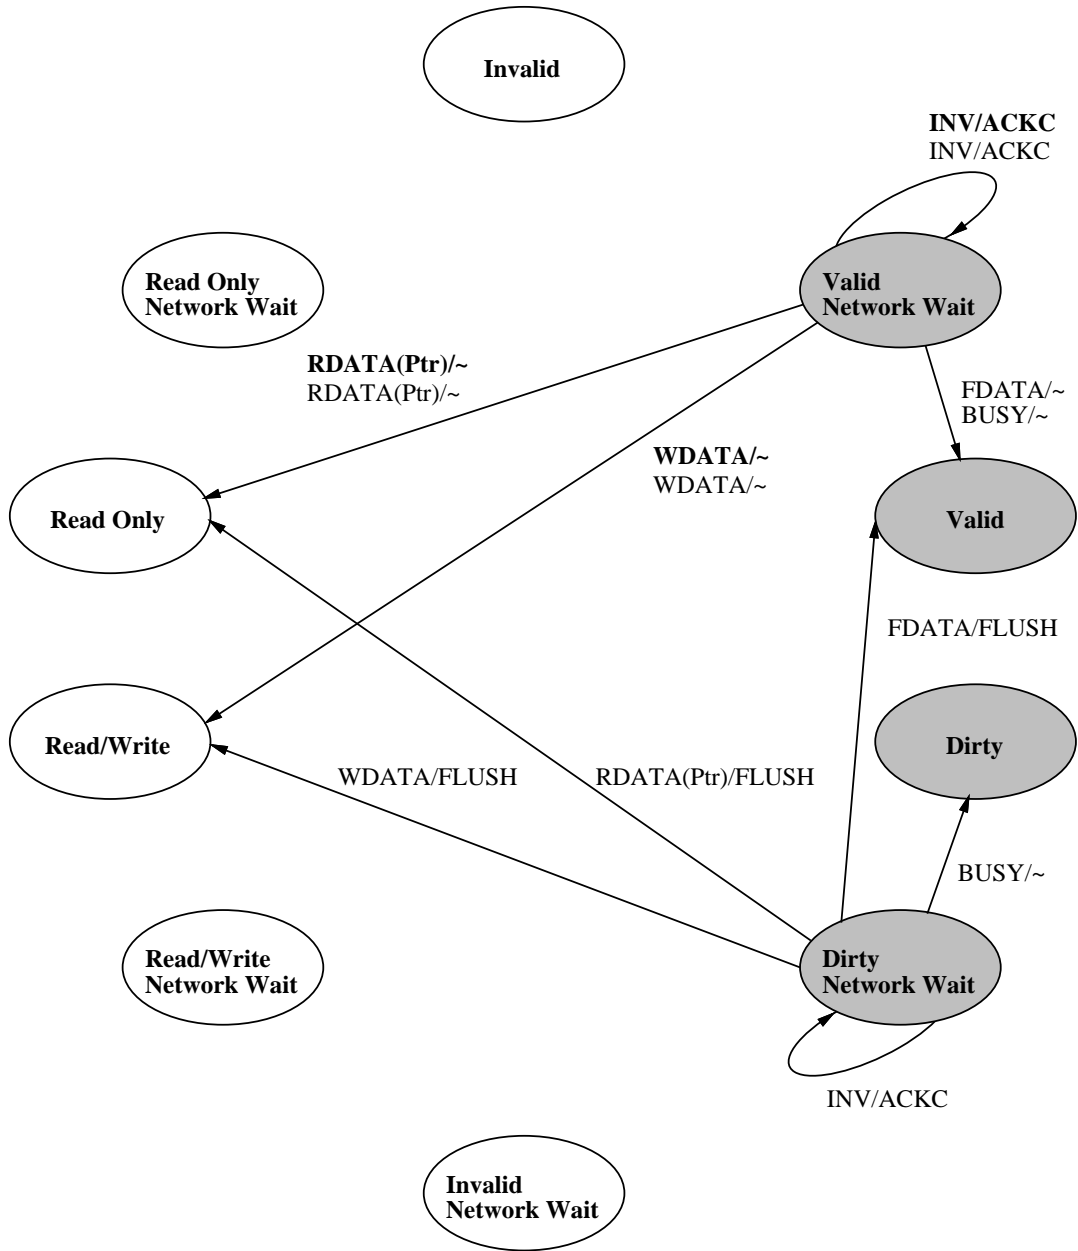 Invalid
INV/ACKC
INV/ACKC
Read Only
Network Wait
Valid
Network Wait
RDATA(Ptr)/~
RDATA(Ptr)/~
FDATA/~
BUSY/~
WDATA/~
WDATA/~
Read Only
Valid
FDATA/FLUSH
Read/Write
Dirty
WDATA/FLUSH
RDATA(Ptr)/FLUSH
BUSY/~
Read/Write
Network Wait
Dirty
Network Wait
INV/ACKC
Invalid
Network Wait